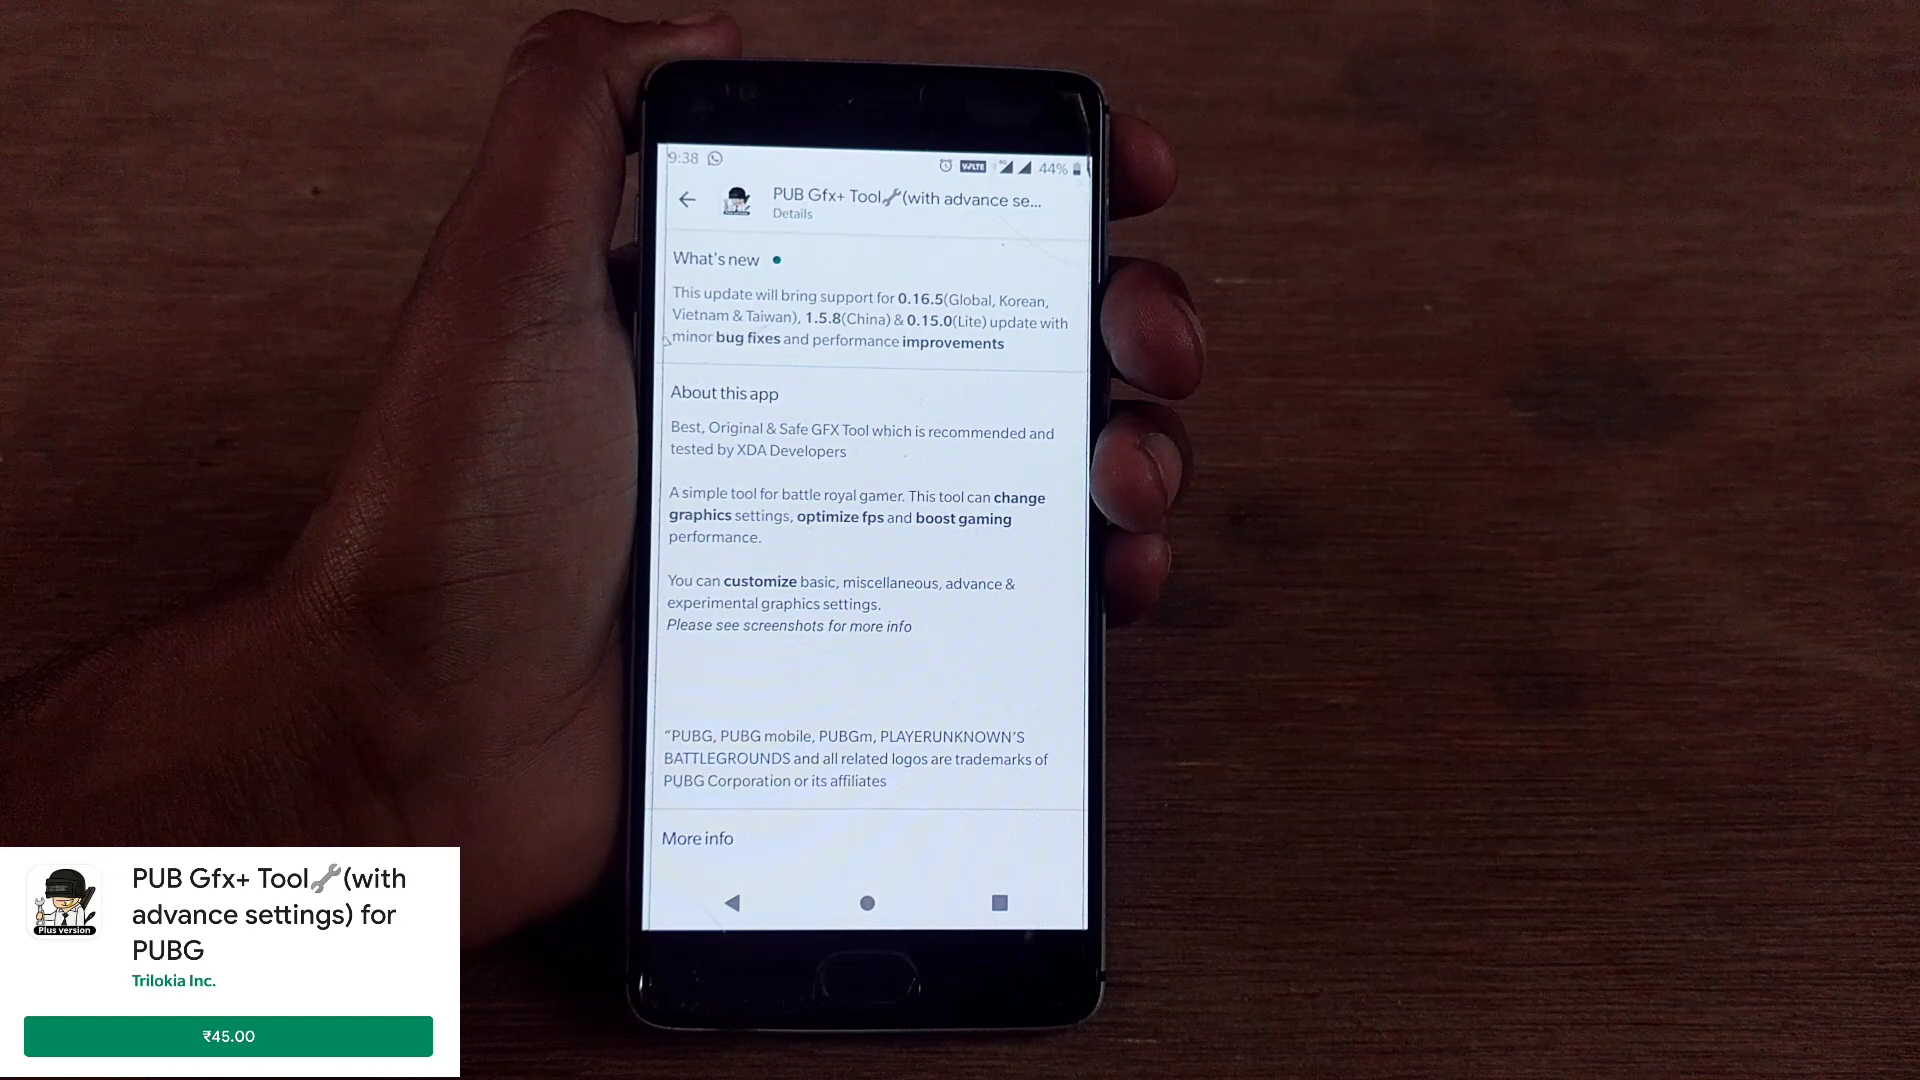 9:38
VoLTE 4G 44%
PUB Gfx+ Tool🔧(with advance se...
Details
What's new
This update will bring support for 0.16.5(Global, Korean,
Vietnam & Taiwan), 1.5.8(China) & 0.15.0(Lite) update with
minor bug fixes and performance improvements
About this app
Best, Original & Safe GFX Tool which is recommended and
tested by XDA Developers
A simple tool for battle royal gamer. This tool can change
graphics settings, optimize fps and boost gaming
performance.
You can customize basic, miscellaneous, advance &
experimental graphics settings.
Please see screenshots for more info
“PUBG, PUBG mobile, PUBGm, PLAYERUNKNOWN’S
BATTLEGROUNDS and all related logos are trademarks of
PUBG Corporation or its affiliates
More info
PUB Gfx+ Tool🔧(with
advance settings) for
PUBG
Plus version
Trilokia Inc.
₹45.00